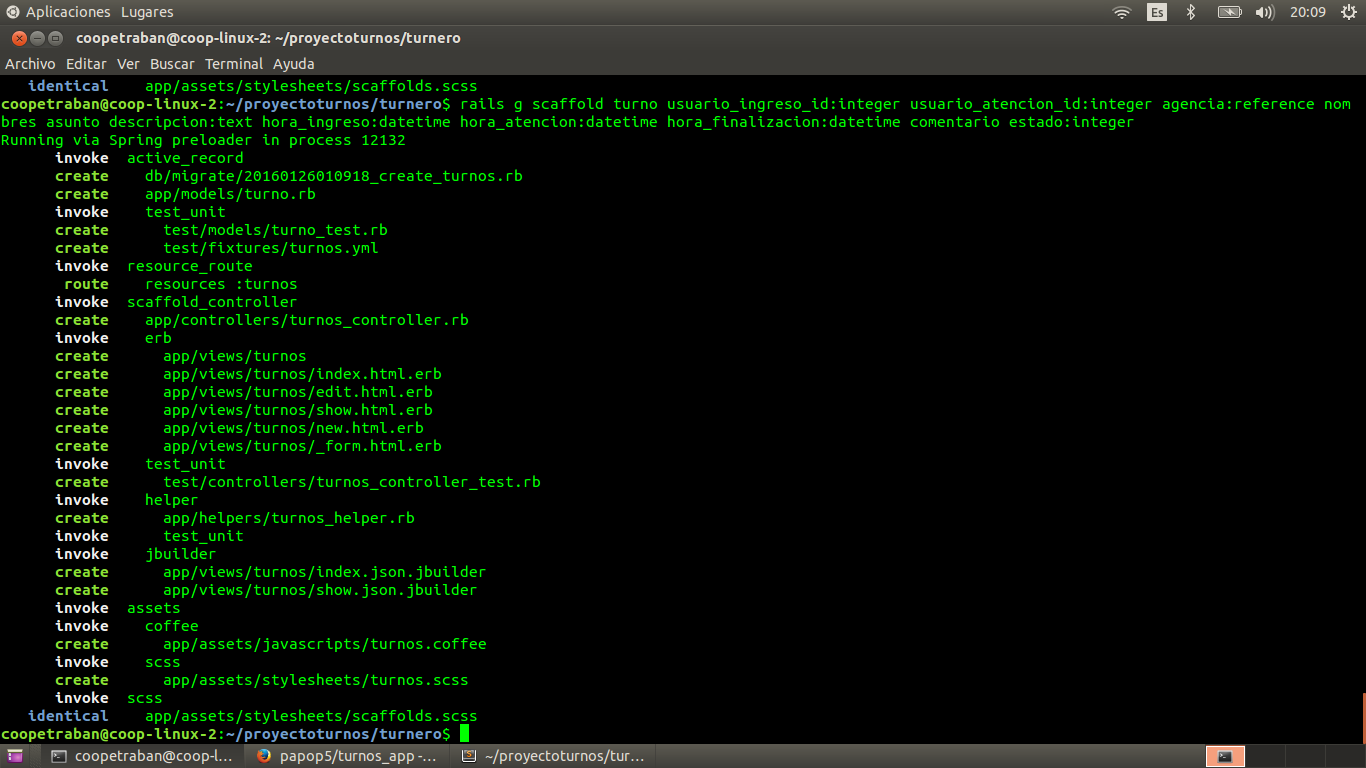 Aplicaciones Lugares Es 20:09
coopetraban@coop-linux-2: ~/proyectoturnos/turnero
Archivo Editar Ver Buscar Terminal Ayuda
identical app/assets/stylesheets/scaffolds.scss
coopetraban@coop-linux-2:~/proyectoturnos/turnero$ rails g scaffold turno usuario_ingreso_id:integer usuario_atencion_id:integer agencia:reference nom
bres asunto descripcion:text hora_ingreso:datetime hora_atencion:datetime hora_finalizacion:datetime comentario estado:integer
Running via Spring preloader in process 12132
invoke active_record
create db/migrate/20160126010918_create_turnos.rb
create app/models/turno.rb
invoke test_unit
create test/models/turno_test.rb
create test/fixtures/turnos.yml
invoke resource_route
route resources :turnos
invoke scaffold_controller
create app/controllers/turnos_controller.rb
invoke erb
create app/views/turnos
create app/views/turnos/index.html.erb
create app/views/turnos/edit.html.erb
create app/views/turnos/show.html.erb
create app/views/turnos/new.html.erb
create app/views/turnos/_form.html.erb
invoke test_unit
create test/controllers/turnos_controller_test.rb
invoke helper
create app/helpers/turnos_helper.rb
invoke test_unit
invoke jbuilder
create app/views/turnos/index.json.jbuilder
create app/views/turnos/show.json.jbuilder
invoke assets
invoke coffee
create app/assets/javascripts/turnos.coffee
invoke scss
create app/assets/stylesheets/turnos.scss
invoke scss
identical app/assets/stylesheets/scaffolds.scss
coopetraban@coop-linux-2:~/proyectoturnos/turnero$
coopetraban@coop-l... papop5/turnos_app -... ~/proyectoturnos/tur...